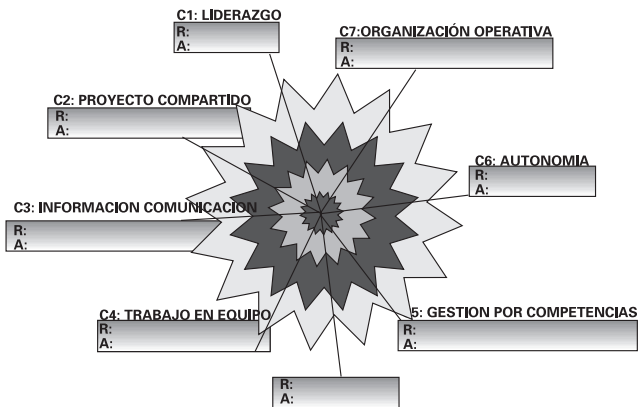 C1: LIDERAZGO
R:
A:
C7:ORGANIZACIÓN OPERATIVA
R:
A:
C2: PROYECTO COMPARTIDO
R:
A:
C6: AUTONOMIA
R:
A:
C3: INFORMACION COMUNICACION
R:
A:
C4: TRABAJO EN EQUIPO
R:
A:
5: GESTION POR COMPETENCIAS
R:
A:
R:
A: